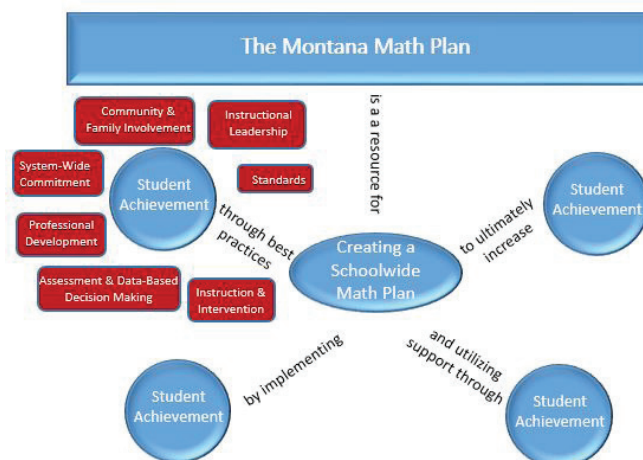 The Montana Math Plan
is a a resource for
Community &
Family Involvement
Instructional
Leadership
System-Wide
Commitment
Student
Achievement
Standards
Professional
Development
through best
practices
Assessment & Data-Based
Decision Making
Instruction &
Intervention
Creating a
Schoolwide
Math Plan
to ultimately
increase
Student
Achievement
by implementing
Student
Achievement
and utilizing
support through
Student
Achievement